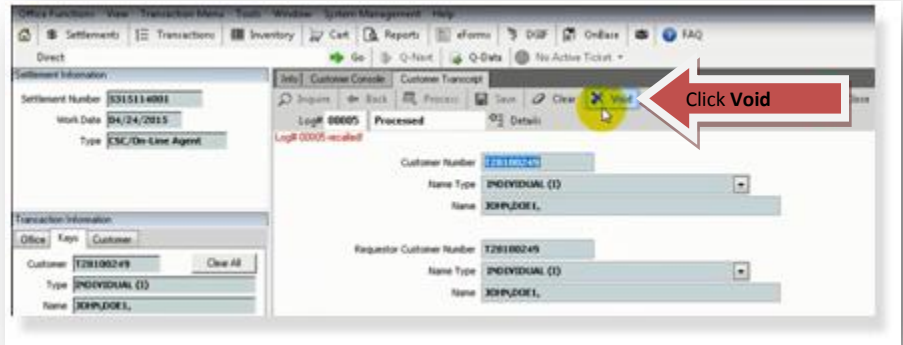 Office Functions View Transaction Menu Tools Window System Management Help
$ Settlements Transactions Inventory Cart Reports eForms DIAF OnBase FAQ
Direct Go Q-Next Q-Data No Active Ticket
Settlement Information
Settlement Number S315114001
Work Date 04/24/2015
Type CSC/On-Line Agent
Info Customer Console Customer Transcript
Inquire Back Process Save Clear Void
Click Void
Log# 00005 Processed Details
Log# 00005 recalled!
Customer Number T28100249
Name Type INDIVIDUAL (I)
Name JOHN,DOE1,
Requestor Customer Number T28100249
Name Type INDIVIDUAL (I)
Name JOHN,DOE1,
Transaction Information
Office Keys Customer
Customer T28100249 Clear All
Type INDIVIDUAL (I)
Name JOHN,DOE1,